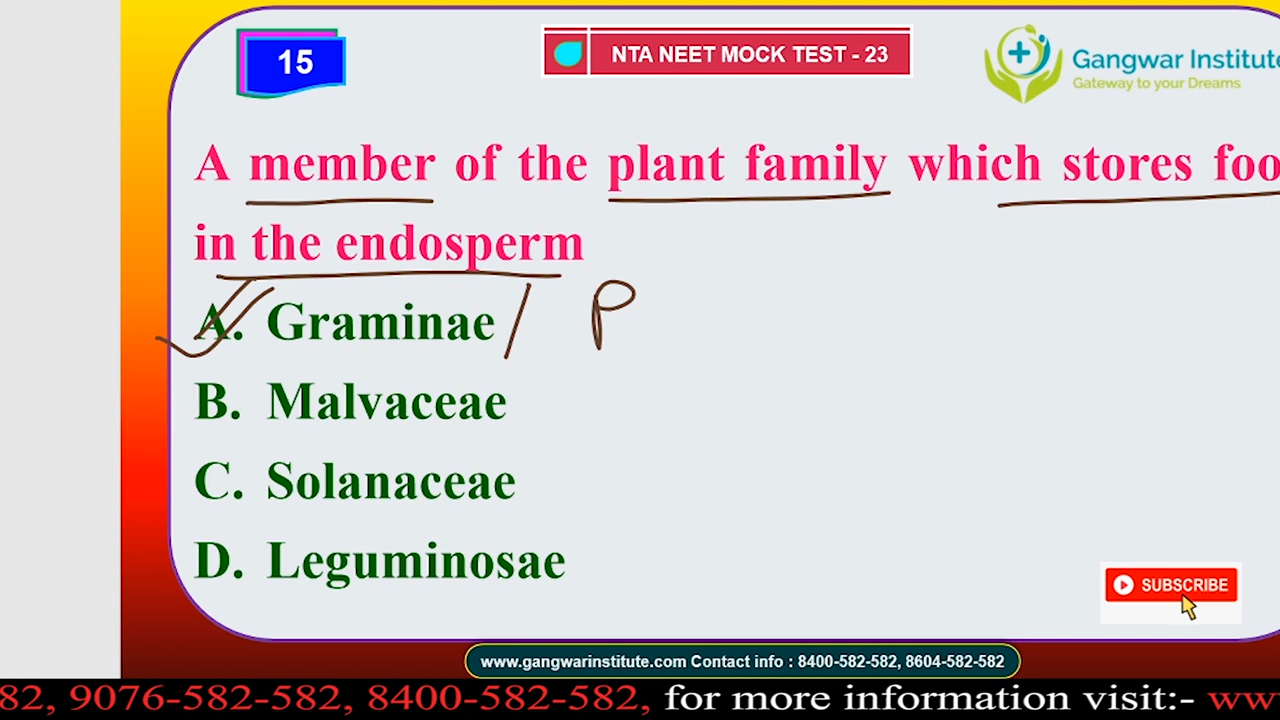 15
NTA NEET MOCK TEST - 23
Gangwar Institute
Gateway to your Dreams
A member of the plant family which stores foo
in the endosperm
A. Graminae / P
B. Malvaceae
C. Solanaceae
D. Leguminosae
SUBSCRIBE
www.gangwarinstitute.com Contact info : 8400-582-582, 8604-582-582
82, 9076-582-582, 8400-582-582, for more information visit:- ww